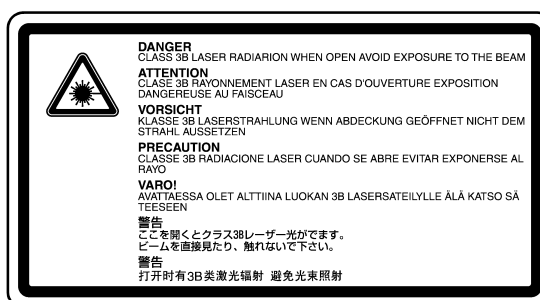 DANGER
CLASS 3B LASER RADIARION WHEN OPEN AVOID EXPOSURE TO THE BEAM
ATTENTION
CLASE 3B RAYONNEMENT LASER EN CAS D'OUVERTURE EXPOSITION
DANGEREUSE AU FAISCEAU
VORSICHT
KLASSE 3B LASERSTRAHLUNG WENN ABDECKUNG GEÖFFNET NICHT DEM
STRAHL AUSSETZEN
PRECAUTION
CLASSE 3B RADIACIONE LASER CUANDO SE ABRE EVITAR EXPONERSE AL
RAYO
VARO!
AVATTAESSA OLET ALTTIINA LUOKAN 3B LASERSATEILYLLE ÄLÄ KATSO SÄ
TEESEEN
警告
ここを開くとクラス3Bレーザー光がでます。
ビームを直接見たり、触れないで下さい。
警告
打开时有3B类激光辐射 避免光束照射